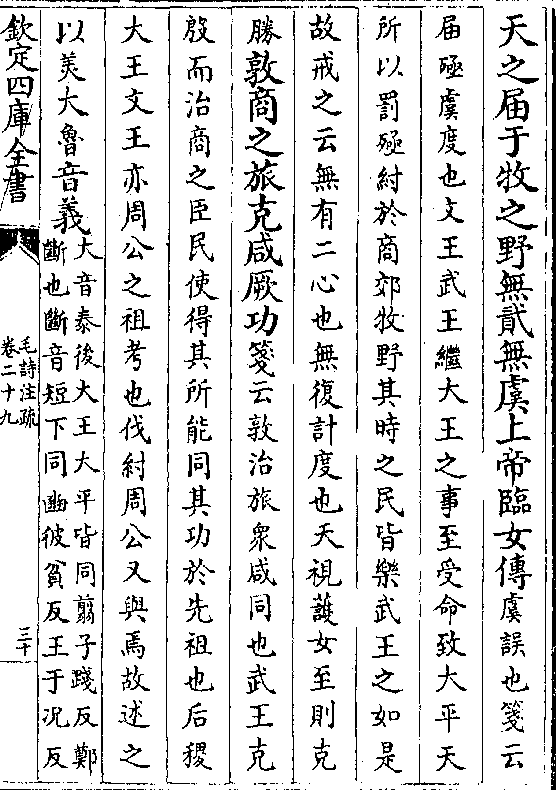 天之届于牧之野無貳無虞上帝臨女傳虞誤也箋云
届殛虞度也文王武王繼大王之事至受命致大平天
所以罰殛紂於商郊牧野其時之民皆樂武王之如是
故戒之云無有二心也無復計度也天視䕶女至則克
勝敦商之旅克咸厥功箋云敦治旅衆咸同也武王克
殷而治商之臣民使得其所能同其功於先祖也后稷
大王文王亦周公之祖考也伐紂周公又與焉故述之
以美大魯音義大音泰後大王大平皆同翦子踐反鄭
斷也斷音短下同豳彼貧反王于况反
欽定四庫全書
毛詩注疏
卷二十九
三十